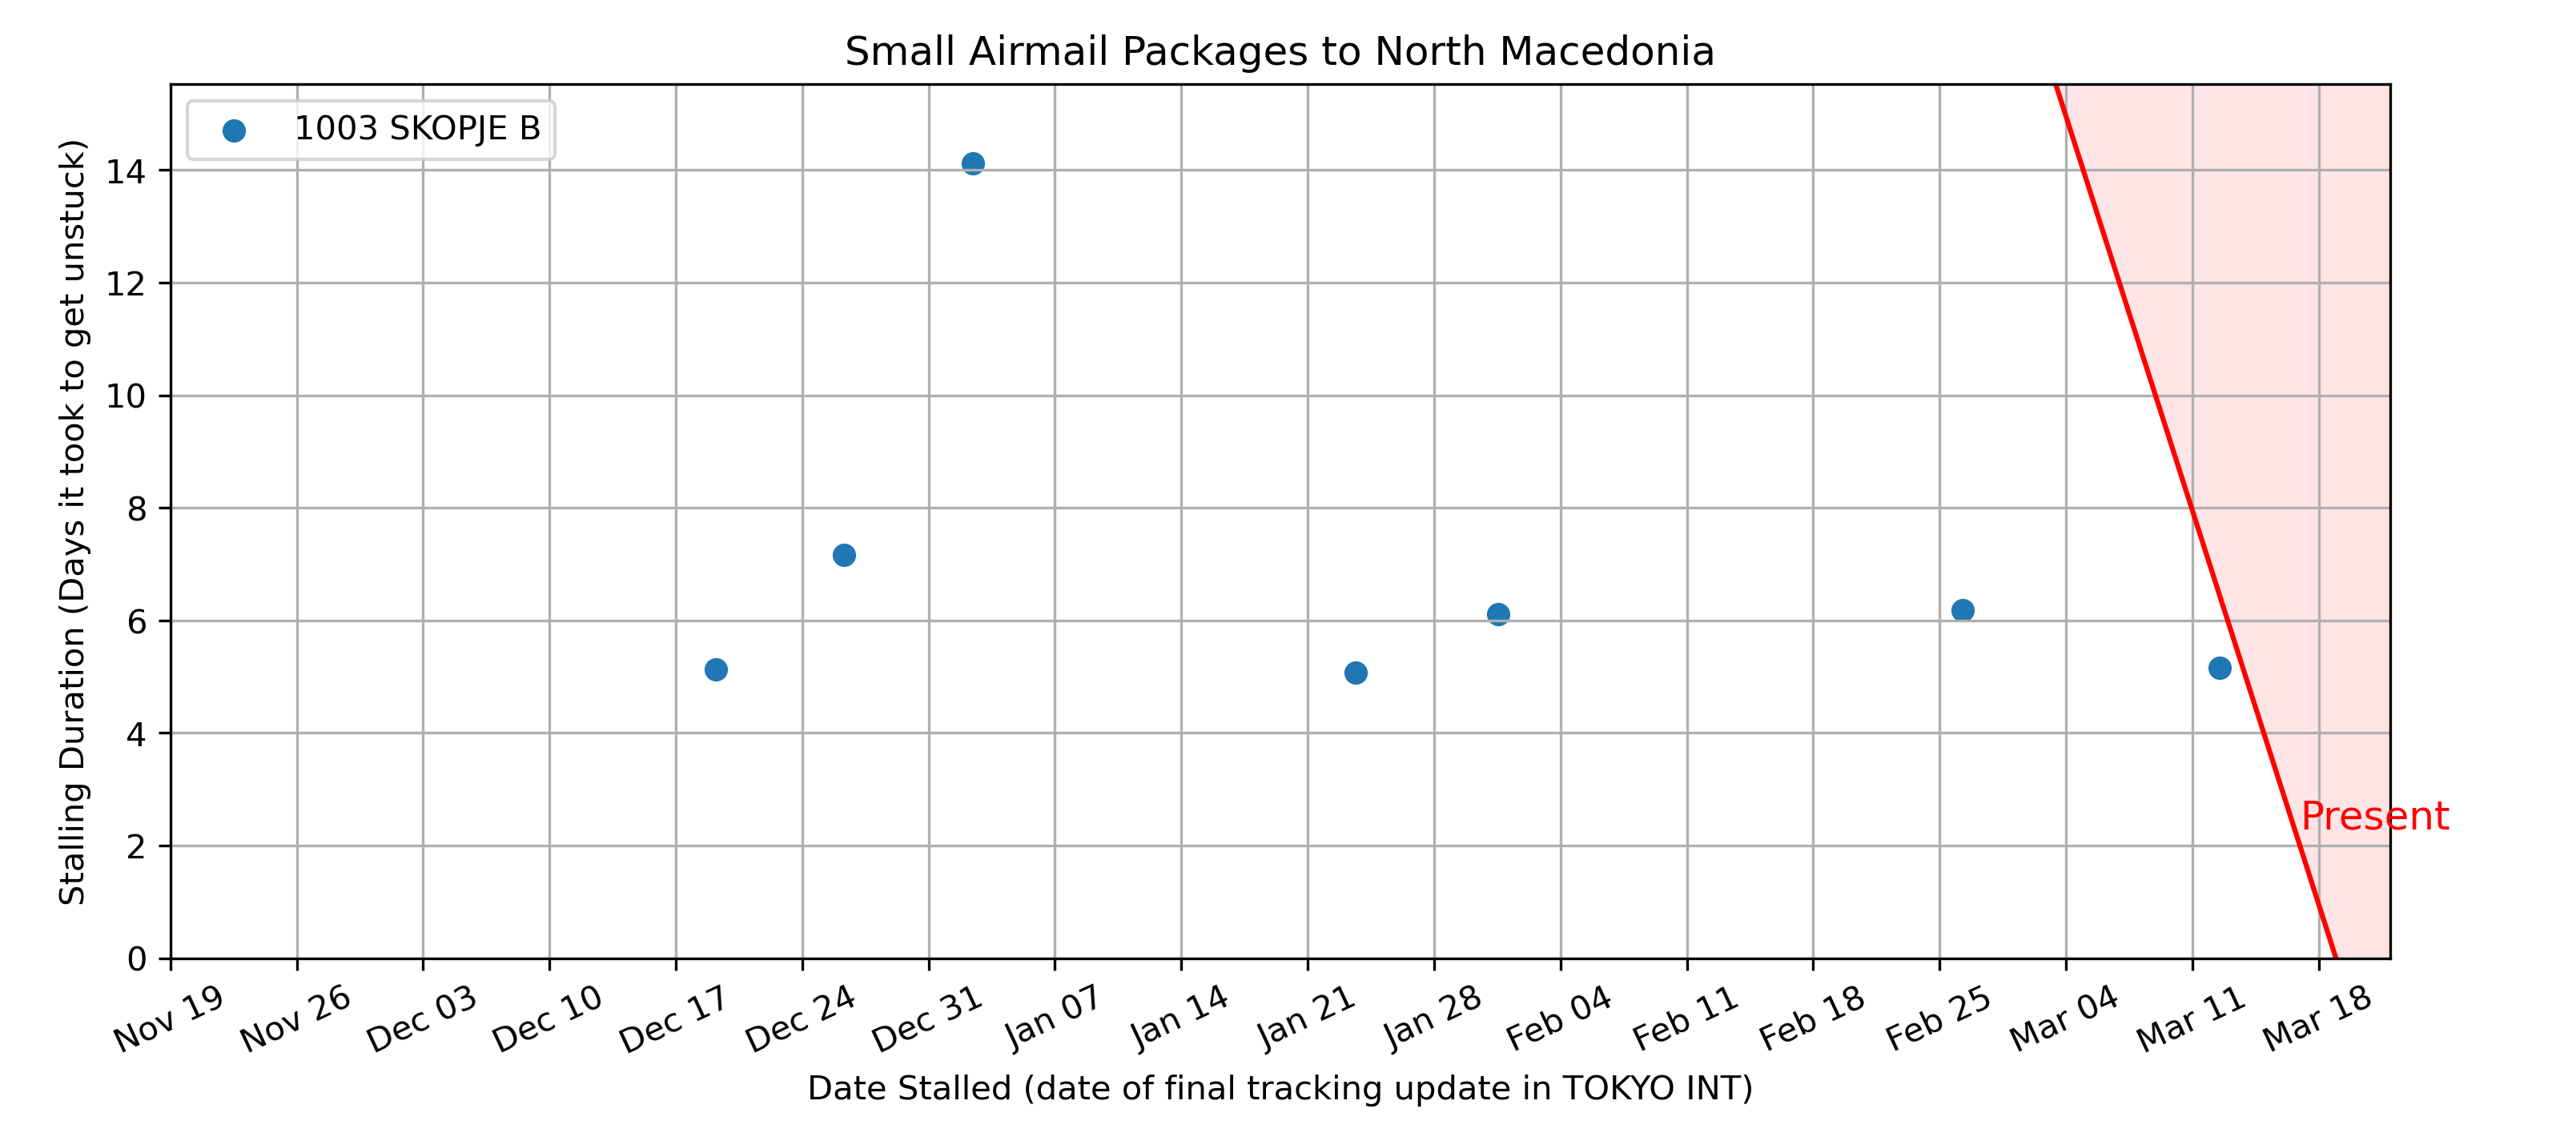 Small Airmail Packages to North Macedonia
1003 SKOPJE B
Stalling Duration (Days it took to get unstuck)
14
12
10
8
6
4
2
0
Present
Nov 19 Nov 26 Dec 03 Dec 10 Dec 17 Dec 24 Dec 31 Jan 07 Jan 14 Jan 21 Jan 28 Feb 04 Feb 11 Feb 18 Feb 25 Mar 04 Mar 11 Mar 18
Date Stalled (date of final tracking update in TOKYO INT)